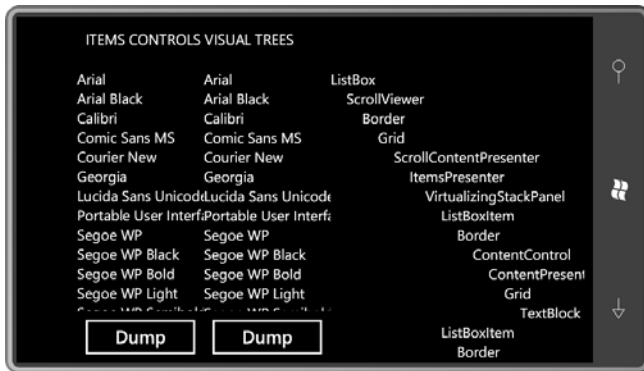 ITEMS CONTROLS VISUAL TREES
Arial
Arial Black
Calibri
Comic Sans MS
Courier New
Georgia
Lucida Sans Unicode
Portable User Interfa
Segoe WP
Segoe WP Black
Segoe WP Bold
Segoe WP Light
Dump
Arial
Arial Black
Calibri
Comic Sans MS
Courier New
Georgia
Lucida Sans Unicode
Portable User Interfa
Segoe WP
Segoe WP Black
Segoe WP Bold
Segoe WP Light
Dump
ListBox
ScrollViewer
Border
Grid
ScrollContentPresenter
ItemsPresenter
VirtualizingStackPanel
ListBoxItem
Border
ContentControl
ContentPresent
Grid
TextBlock
ListBoxItem
Border